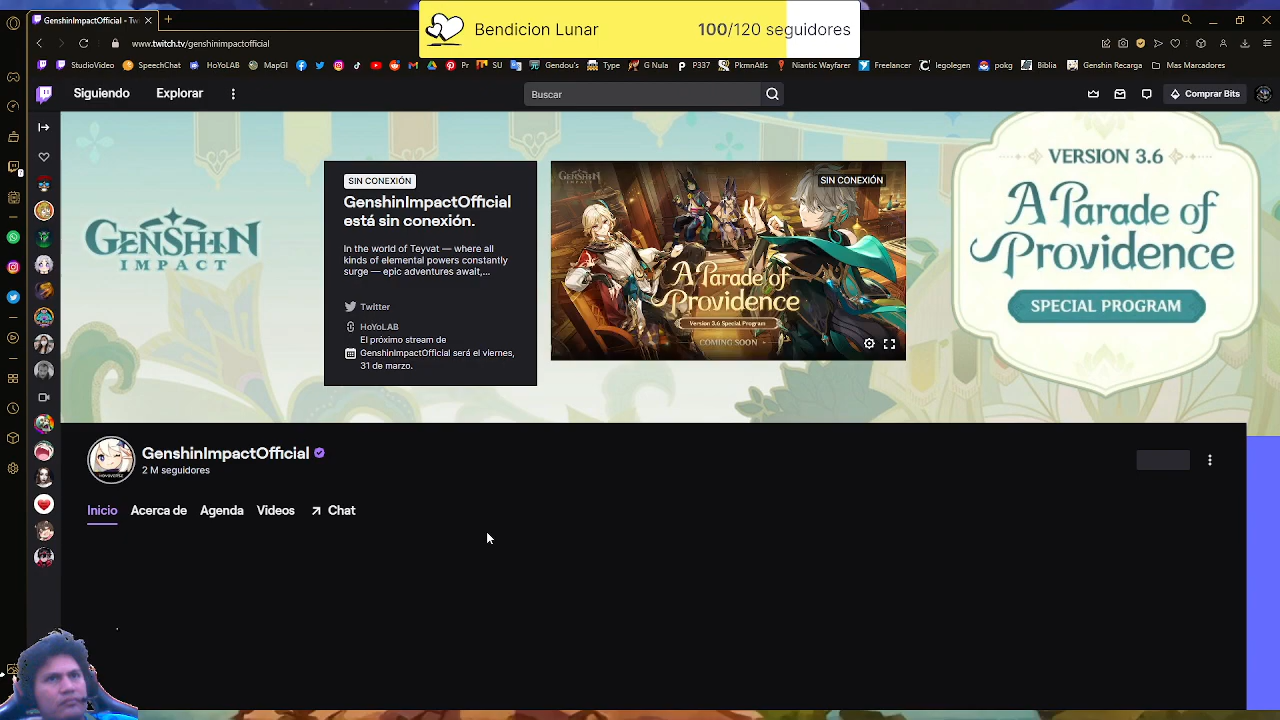 Bendicion Lunar 100/120 seguidores
GenshinImpactOfficial - Tw
www.twitch.tv/genshinimpactofficial
StudioVideo SpeechChat HoYoLAB MapGI Pr SU Gendou's Type G Nula P337 PkmnAtls Niantic Wayfarer Freelancer legolegen pokg Biblia Genshin Recarga Mas Marcadores
Siguiendo Explorar Buscar Comprar Bits
GENSHIN
IMPACT
SIN CONEXIÓN
GenshinImpactOfficial
está sin conexión.
In the world of Teyvat — where all
kinds of elemental powers constantly
surge — epic adventures await,...
Twitter
HoYoLAB
El próximo stream de
GenshinImpactOfficial será el viernes,
31 de marzo.
GENSHIN
IMPACT
SIN CONEXIÓN
A Parade of
Providence
Version 3.6 Special Program
COMING SOON
VERSION 3.6
A Parade of
Providence
SPECIAL PROGRAM
GenshinImpactOfficial
2 M seguidores
Inicio Acerca de Agenda Videos Chat